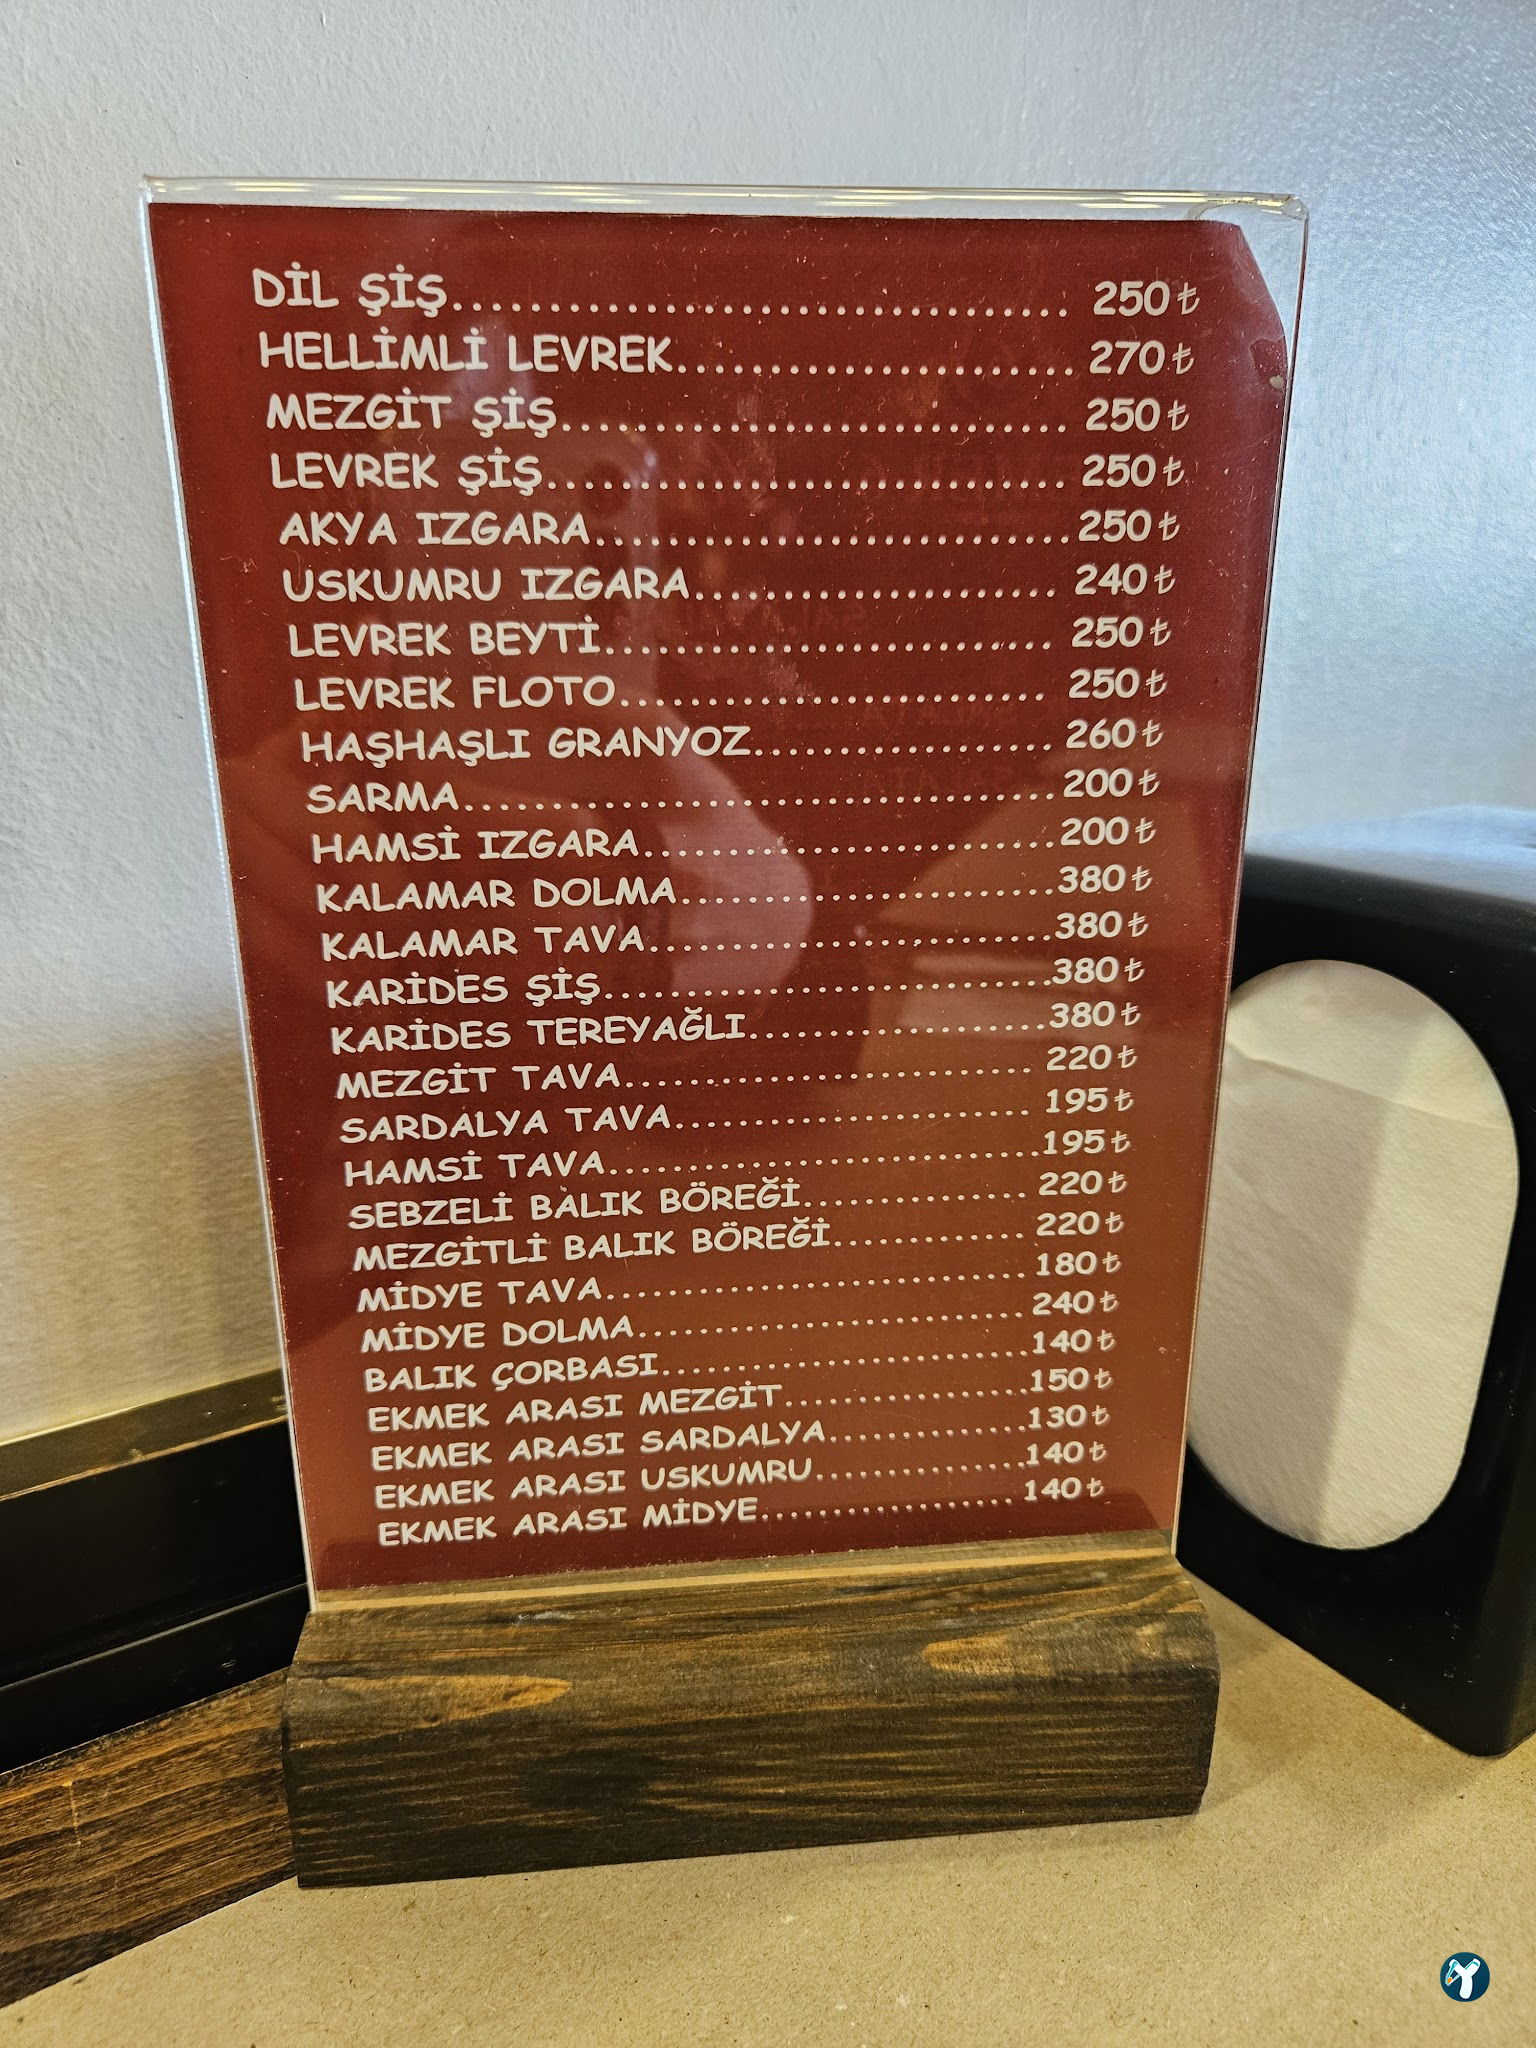 DİL ŞİŞ.............................. 250₺
HELLİMLİ LEVREK..................... 270₺
MEZGİT ŞİŞ........................... 250₺
LEVREK ŞİŞ........................... 250₺
AKYA IZGARA.......................... 250₺
USKUMRU IZGARA..................... 240₺
LEVREK BEYTİ......................... 250₺
LEVREK FLOTO........................ 250₺
HAŞHAŞLI GRANYOZ.................. 260₺
SARMA................................. 200₺
HAMSİ IZGARA......................... 200₺
KALAMAR DOLMA....................... 380₺
KALAMAR TAVA......................... 380₺
KARİDES ŞİŞ........................... 380₺
KARİDES TEREYAĞLI................... 380₺
MEZGİT TAVA.......................... 220₺
SARDALYA TAVA....................... 195₺
HAMSİ TAVA........................... 195₺
SEBZELİ BALIK BÖREĞİ............... 220₺
MEZGİTLİ BALIK BÖREĞİ............. 220₺
MİDYE TAVA........................... 180₺
MİDYE DOLMA......................... 240₺
BALIK ÇORBASI........................ 140₺
EKMEK ARASI MEZGİT................ 150₺
EKMEK ARASI SARDALYA............. 130₺
EKMEK ARASI USKUMRU.............. 140₺
EKMEK ARASI MİDYE................. 140₺